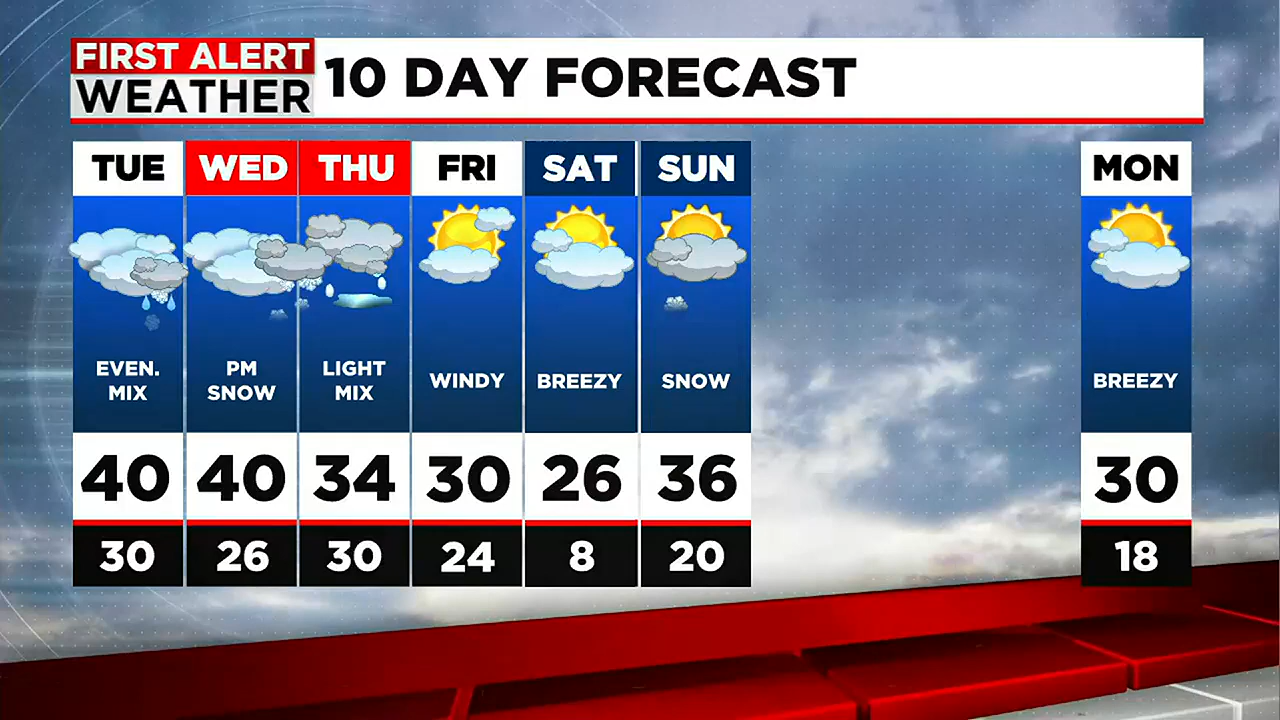 FIRST ALERT
WEATHER
10 DAY FORECAST
TUE WED THU FRI SAT SUN MON
EVEN. MIX
PM SNOW
LIGHT MIX
WINDY
BREEZY
SNOW
BREEZY
40 40 34 30 26 36 30
30 26 30 24 8 20 18